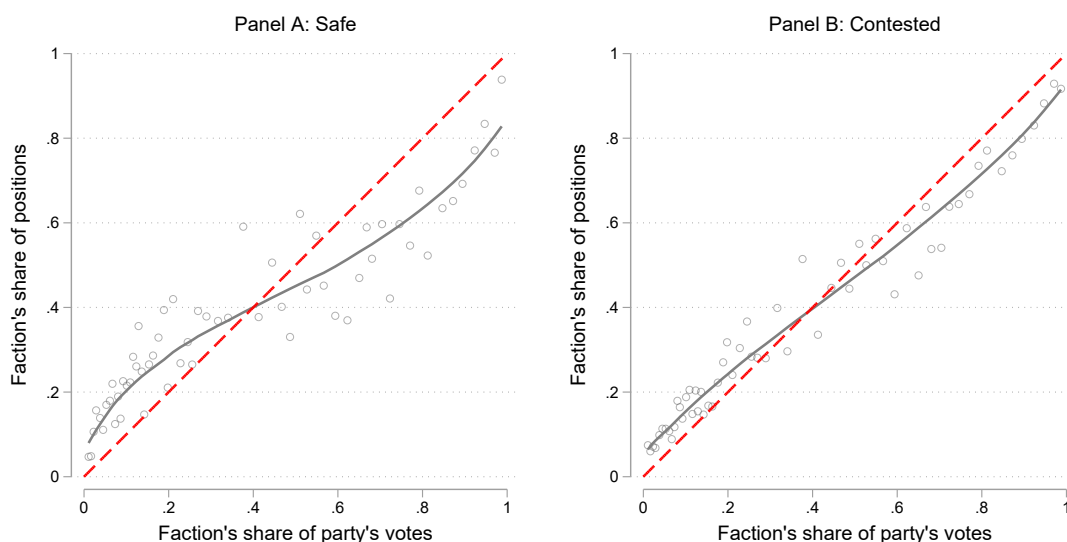 Panel A: Safe
Faction's share of positions
1
.8
.6
.4
.2
0
0 .2 .4 .6 .8 1
Faction's share of party's votes
Panel B: Contested
Faction's share of positions
1
.8
.6
.4
.2
0
0 .2 .4 .6 .8 1
Faction's share of party's votes